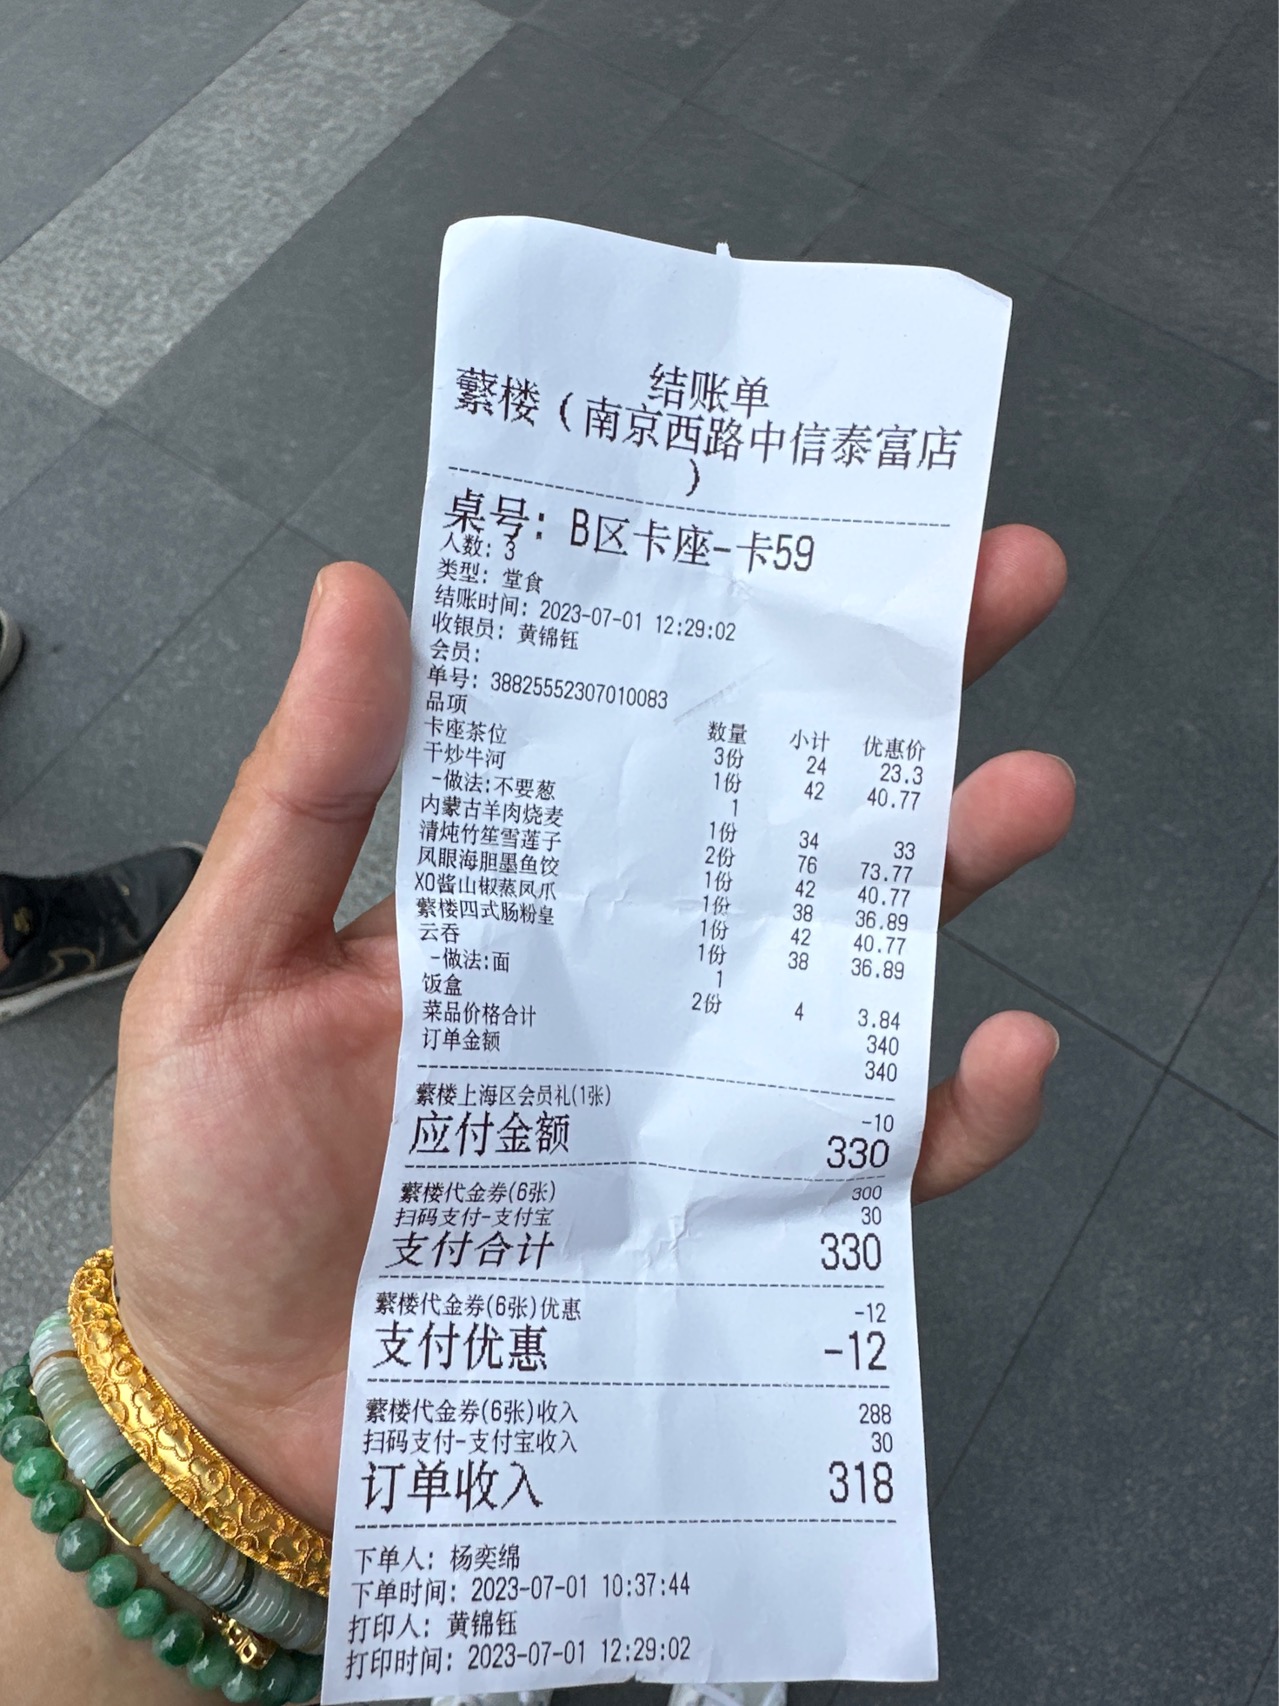 结账单
蘩楼（南京西路中信泰富店
）
桌号：B区卡座-卡59
人数：3
类型：堂食
结账时间：2023-07-01 12:29:02
收银员：黄锦钰
会员：
单号：38825552307010083
品项 数量 小计 优惠价
卡座茶位 3份 24 23.3
干炒牛河 1份 42 40.77
-做法:不要葱 1
内蒙古羊肉烧麦 1份 34 33
清炖竹笙雪莲子 2份 76 73.77
凤眼海胆墨鱼饺 1份 42 40.77
XO酱山椒蒸凤爪 1份 38 36.89
蘩楼四式肠粉皇 1份 42 40.77
云吞 1份 38 36.89
-做法:面 1
饭盒 2份 4 3.84
菜品价格合计 340
订单金额 340
蘩楼上海区会员礼(1张) -10
应付金额 330
蘩楼代金券(6张) 300
扫码支付-支付宝 30
支付合计 330
蘩楼代金券(6张)优惠 -12
支付优惠 -12
蘩楼代金券(6张)收入 288
扫码支付-支付宝收入 30
订单收入 318
下单人：杨奕绵
下单时间：2023-07-01 10:37:44
打印人：黄锦钰
打印时间：2023-07-01 12:29:02